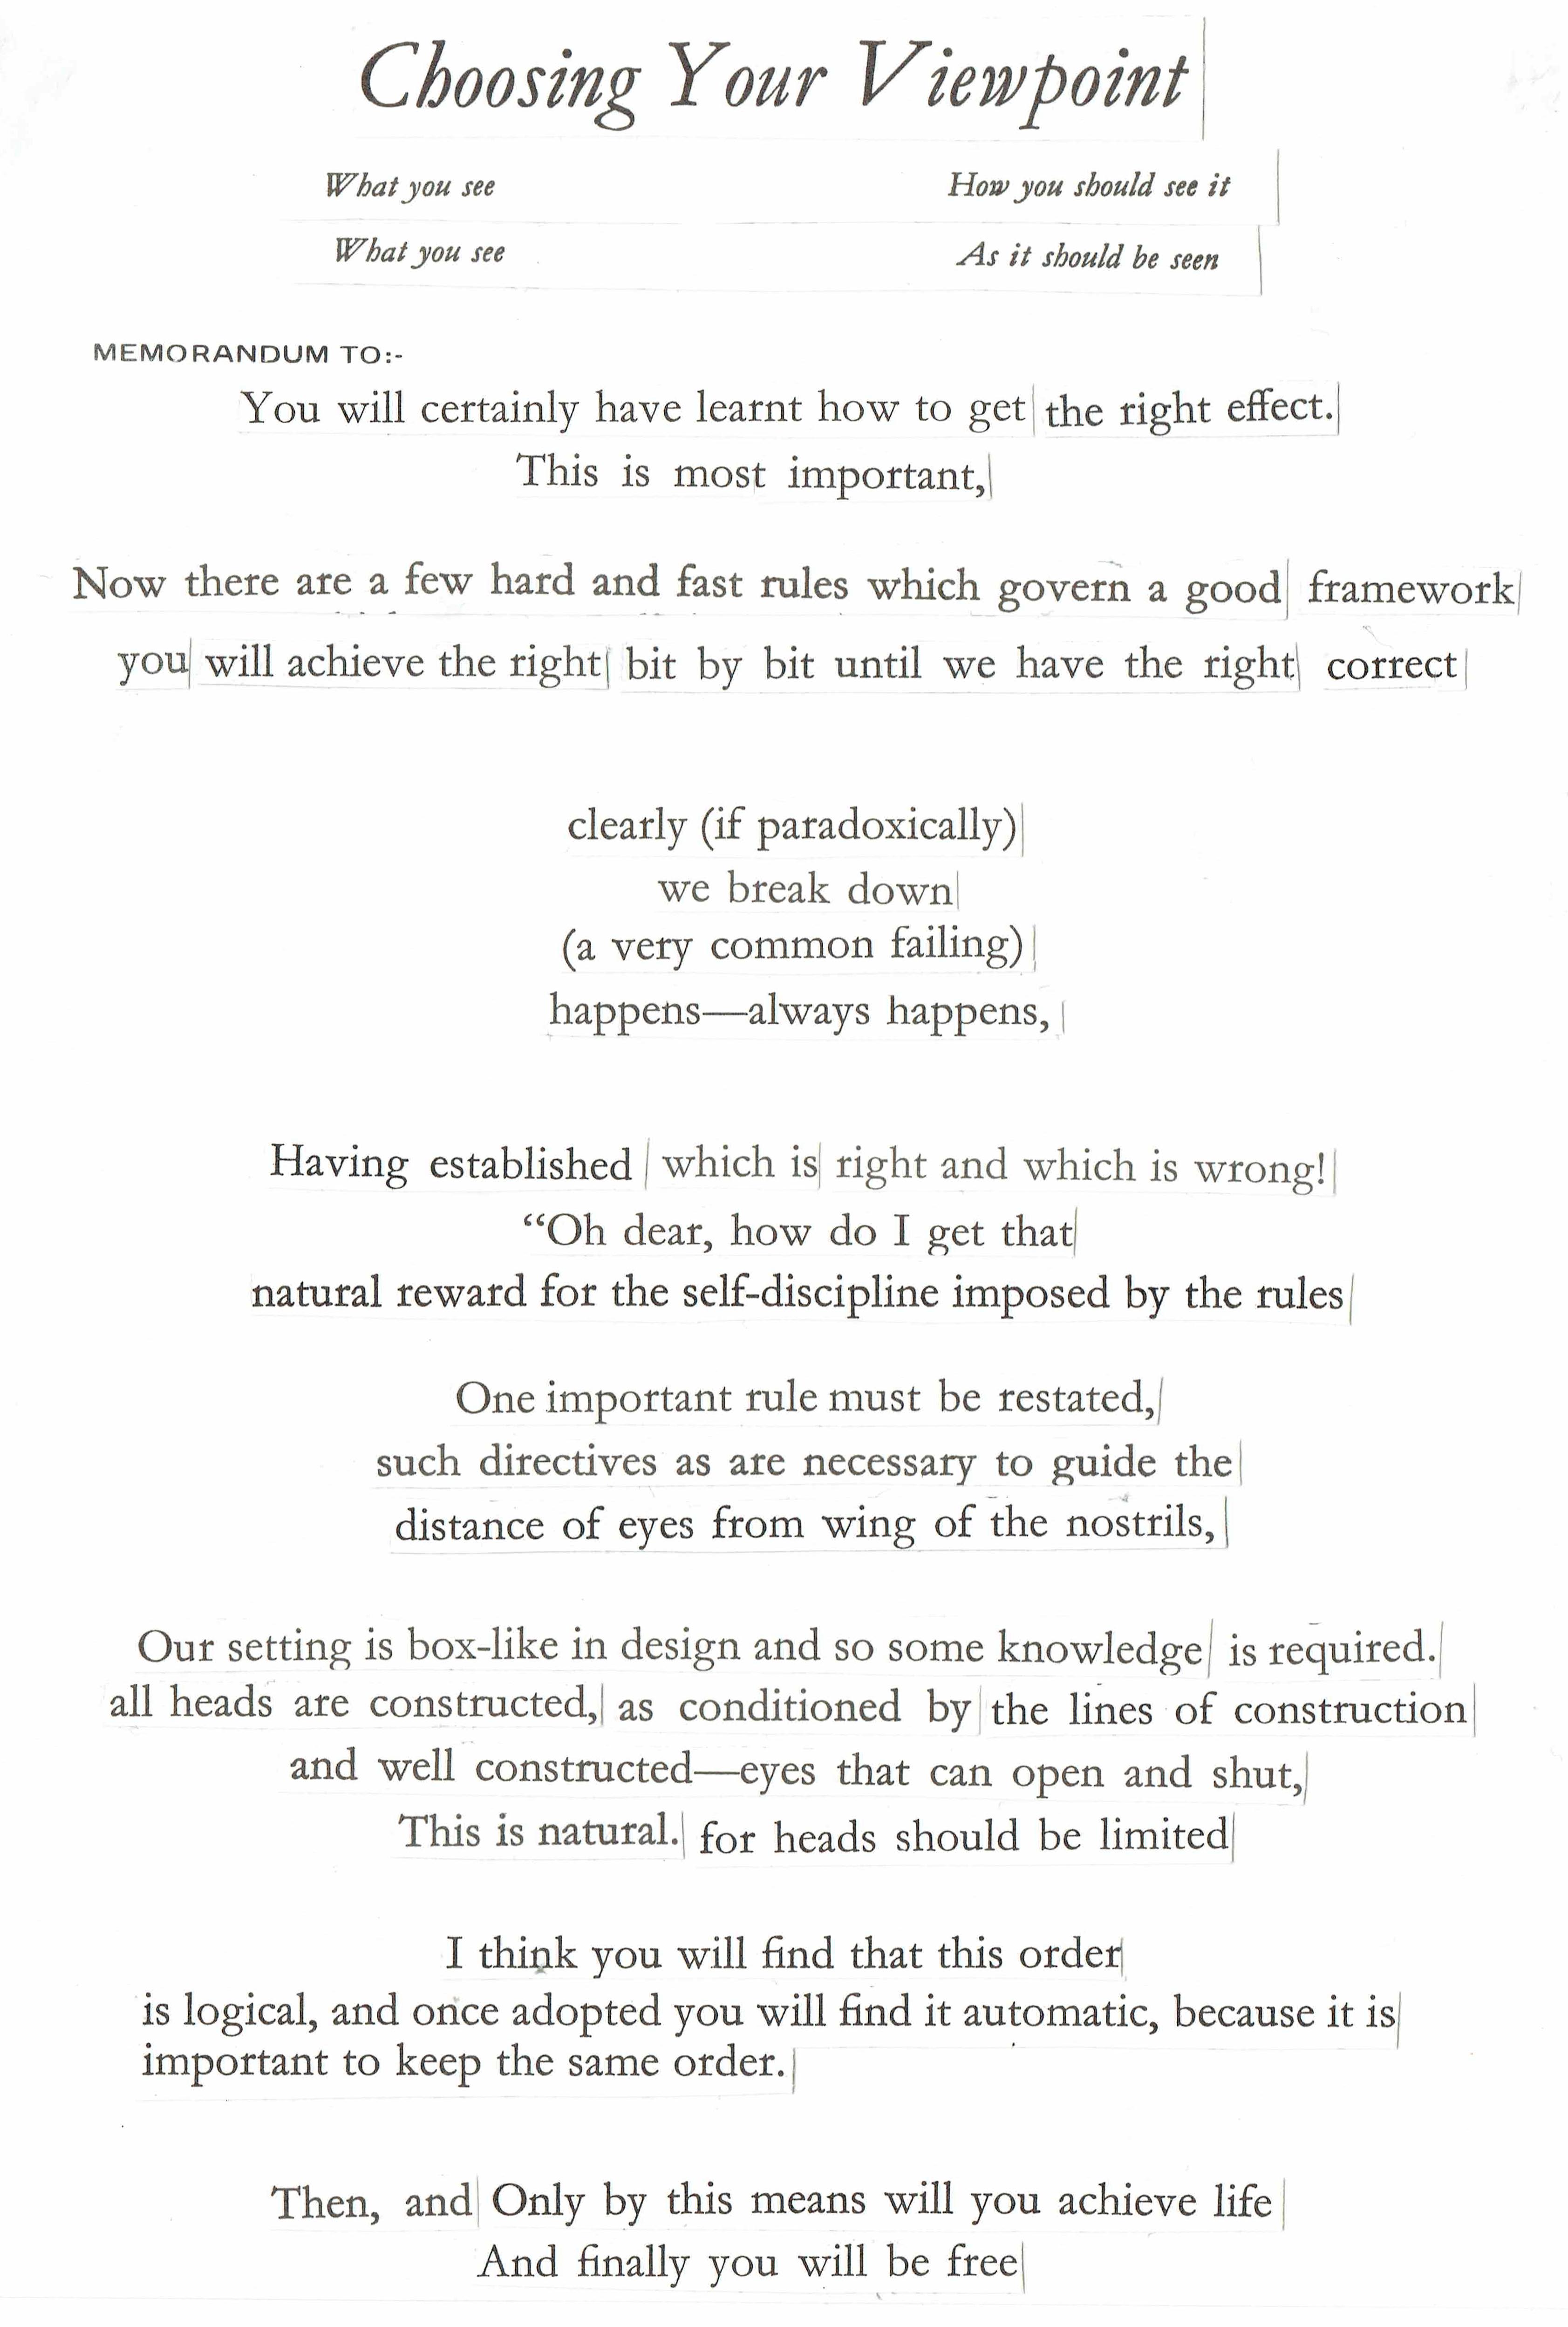 Choosing Your Viewpoint
What you see How you should see it
What you see As it should be seen
MEMORANDUM TO:-
You will certainly have learnt how to get the right effect.
This is most important,
Now there are a few hard and fast rules which govern a good framework
you will achieve the right bit by bit until we have the right correct
clearly (if paradoxically)
we break down
(a very common failing)
happens—always happens,
Having established which is right and which is wrong!
“Oh dear, how do I get that
natural reward for the self-discipline imposed by the rules
One important rule must be restated,
such directives as are necessary to guide the
distance of eyes from wing of the nostrils,
Our setting is box-like in design and so some knowledge is required.
all heads are constructed, as conditioned by the lines of construction
and well constructed—eyes that can open and shut,
This is natural. for heads should be limited
I think you will find that this order
is logical, and once adopted you will find it automatic, because it is
important to keep the same order.
Then, and Only by this means will you achieve life
And finally you will be free